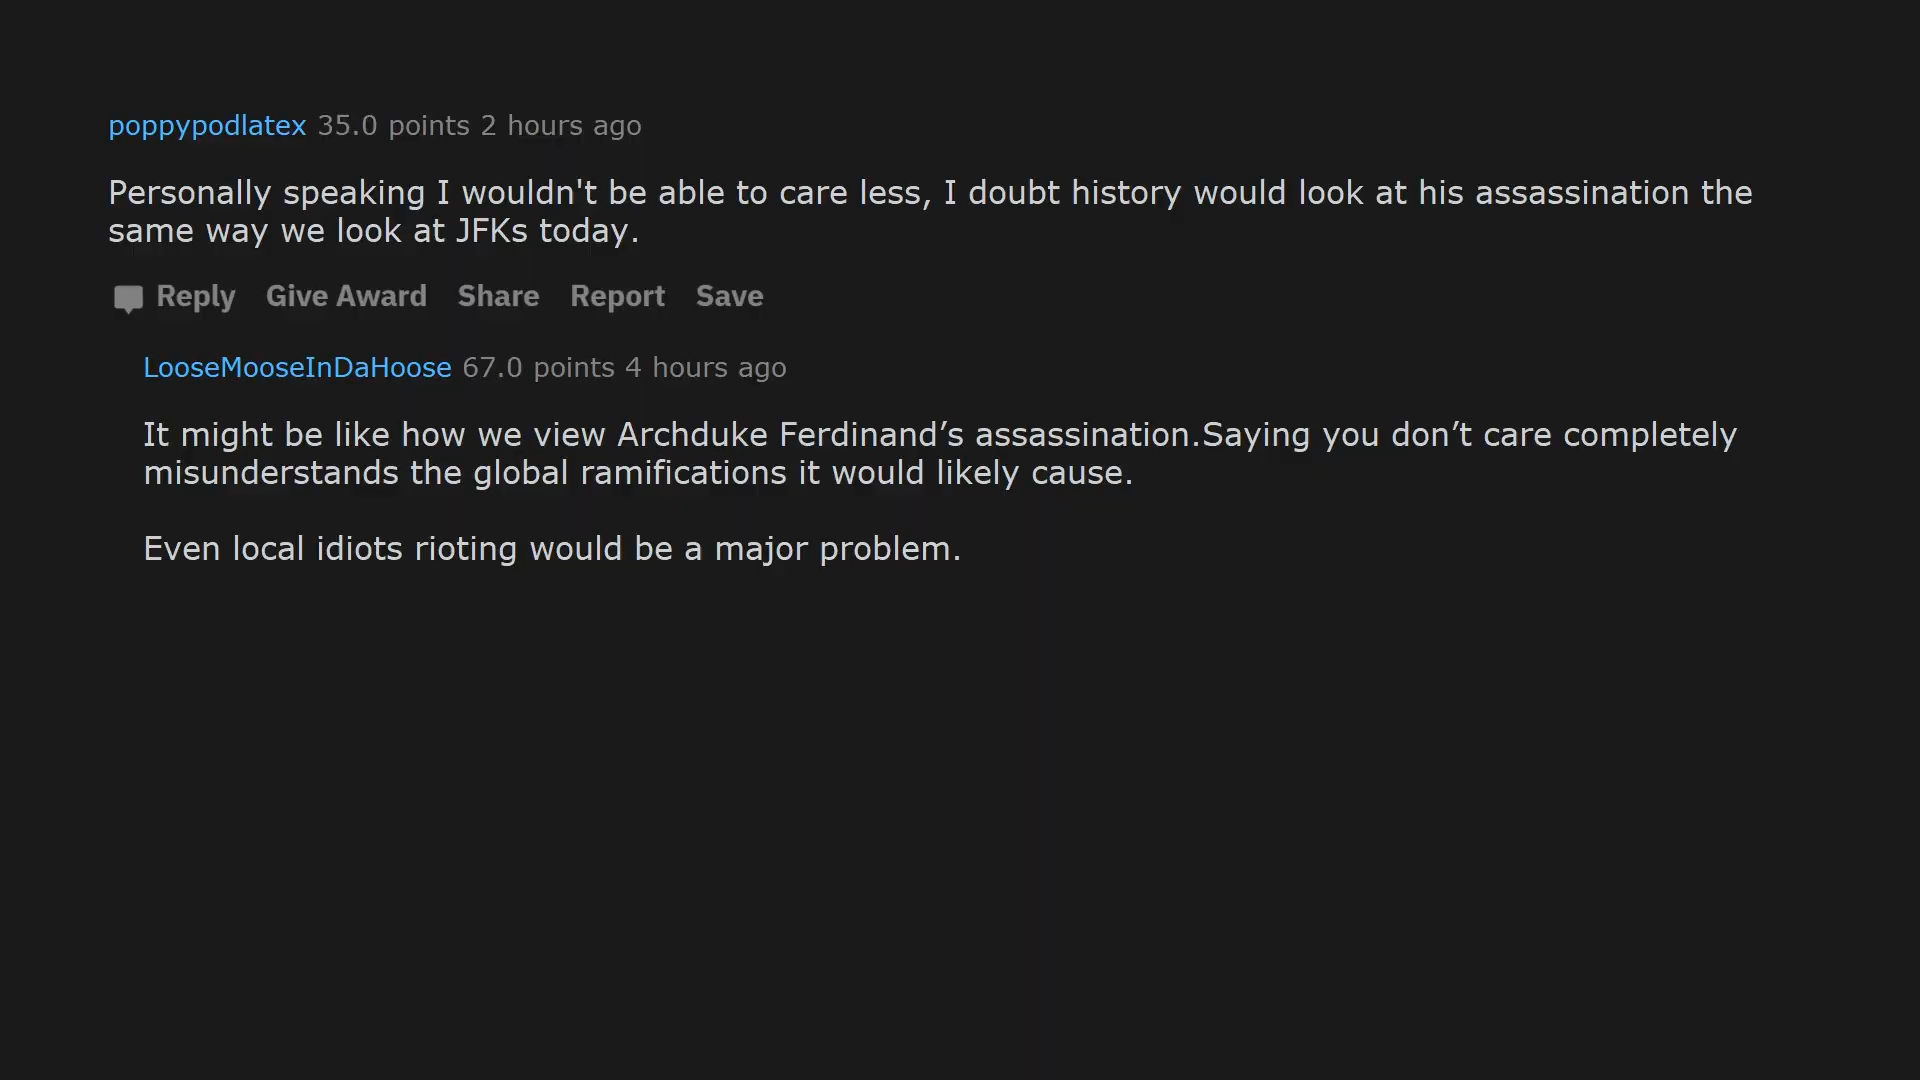 poppypodlatex 35.0 points 2 hours ago
Personally speaking I wouldn't be able to care less, I doubt history would look at his assassination the
same way we look at JFKs today.
Reply Give Award Share Report Save
LooseMooseInDaHoose 67.0 points 4 hours ago
It might be like how we view Archduke Ferdinand’s assassination.Saying you don’t care completely
misunderstands the global ramifications it would likely cause.
Even local idiots rioting would be a major problem.